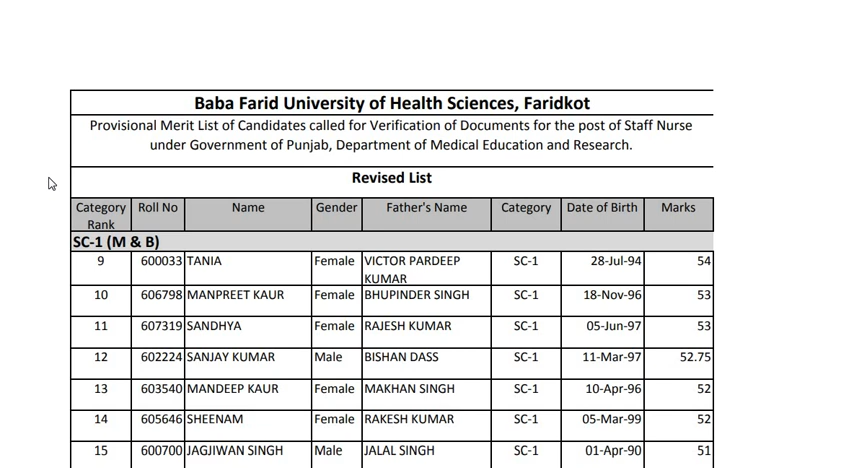 Baba Farid University of Health Sciences, Faridkot
Provisional Merit List of Candidates called for Verification of Documents for the post of Staff Nurse
under Government of Punjab, Department of Medical Education and Research.
Revised List
Category Rank Roll No Name Gender Father's Name Category Date of Birth Marks
SC-1 (M & B)
9 600033 TANIA Female VICTOR PARDEEP KUMAR SC-1 28-Jul-94 54
10 606798 MANPREET KAUR Female BHUPINDER SINGH SC-1 18-Nov-96 53
11 607319 SANDHYA Female RAJESH KUMAR SC-1 05-Jun-97 53
12 602224 SANJAY KUMAR Male BISHAN DASS SC-1 11-Mar-97 52.75
13 603540 MANDEEP KAUR Female MAKHAN SINGH SC-1 10-Apr-96 52
14 605646 SHEENAM Female RAKESH KUMAR SC-1 05-Mar-99 52
15 600700 JAGJIWAN SINGH Male JALAL SINGH SC-1 01-Apr-90 51